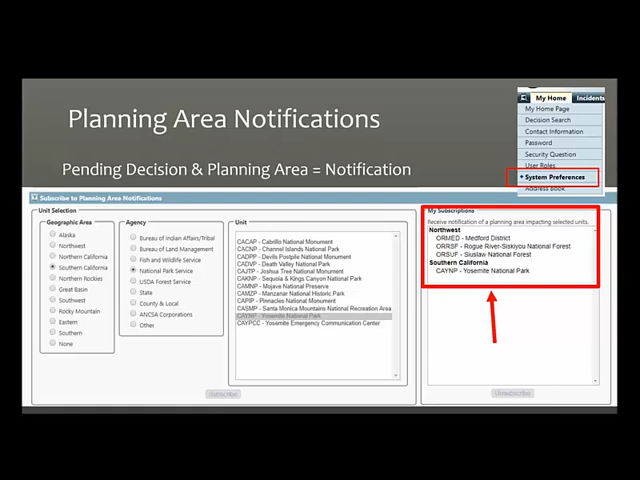 Planning Area Notifications
My Home
Incidents
My Home Page
Decision Search
Contact Information
Password
Security Question
User Roles
System Preferences
Address Book
Pending Decision & Planning Area = Notification
Subscribe to Planning Area Notifications
Unit Selection
Geographic Area
Alaska
Northwest
Northern California
Southern California
Northern Rockies
Great Basin
Southwest
Rocky Mountain
Eastern
Southern
None
Agency
Bureau of Indian Affairs/Tribal
Bureau of Land Management
Fish and Wildlife Service
National Park Service
USDA Forest Service
State
County & Local
ANCSA Corporations
Other
Unit
CACAP - Cabrillo National Monument
CACNP - Channel Islands National Park
CADPP - Devils Postpile National Monument
CADVP - Death Valley National Park
CAJTP - Joshua Tree National Monument
CAKNP - Sequoia & Kings Canyon National Park
CAMNP - Mojave National Preserve
CAMZP - Manzanar National Historic Park
CAPIP - Pinnacles National Monument
CASMP - Santa Monica Mountains National Recreation Area
CAYNP - Yosemite National Park
CAYPCC - Yosemite Emergency Communication Center
Subscribe
My Subscriptions
Receive notification of a planning area impacting selected units.
Northwest
ORMED - Medford District
ORRSF - Rogue River-Siskiyou National Forest
ORSUF - Siuslaw National Forest
Southern California
CAYNP - Yosemite National Park
Unsubscribe